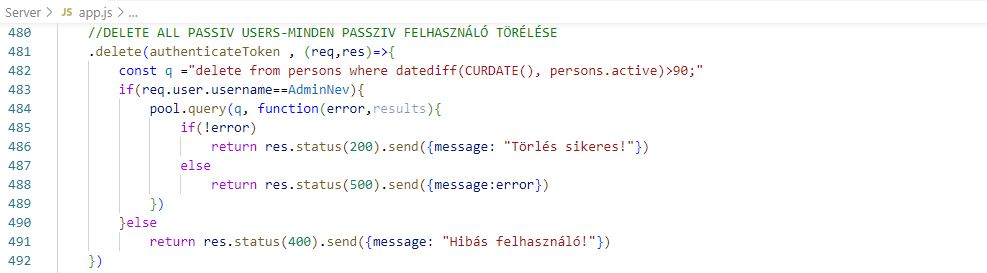 Server > app.js > ...
480 //DELETE ALL PASSIV USERS-MINDEN PASSZIV FELHASZNÁLÓ TÖRÉLÉSE
481 .delete(authenticateToken , (req,res)=>{
482 const q ="delete from persons where datediff(CURDATE(), persons.active)>90;"
483 if(req.user.username==AdminNev){
484 pool.query(q, function(error,results){
485 if(!error)
486 return res.status(200).send({message: "Törlés sikeres!"})
487 else
488 return res.status(500).send({message:error})
489 })
490 }else
491 return res.status(400).send({message: "Hibás felhasználó!"})
492 })